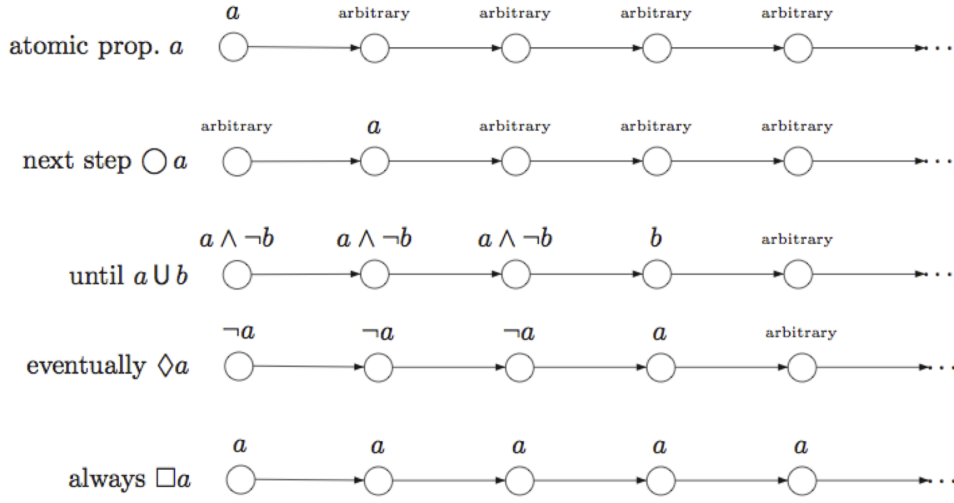 a arbitrary arbitrary arbitrary arbitrary
atomic prop. a ...
arbitrary a arbitrary arbitrary arbitrary
next step ◯ a ...
a ∧ ¬b a ∧ ¬b a ∧ ¬b b arbitrary
until a U b ...
¬a ¬a ¬a a arbitrary
eventually ◊a ...
a a a a a
always □a ...